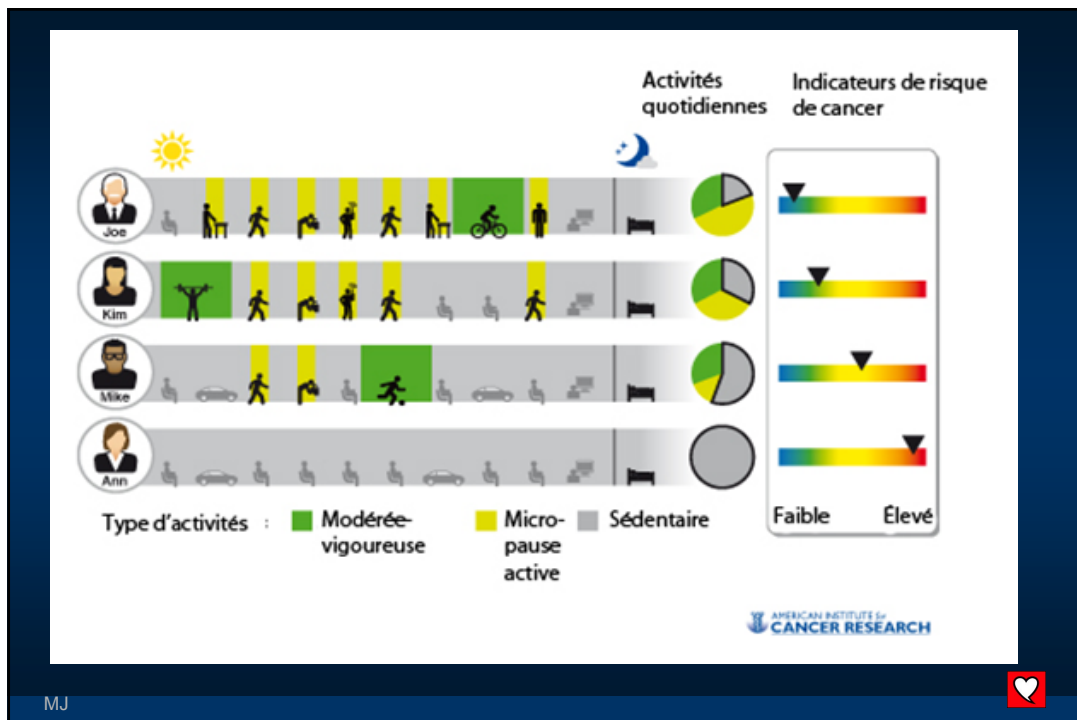 Activités
quotidiennes
Indicateurs de risque
de cancer
Joe
Kim
Mike
Ann
Type d'activités :
Modérée-
vigoureuse
Micro-
pause
active
Sédentaire
Faible
Élevé
AMERICAN INSTITUTE for
CANCER RESEARCH
MJ